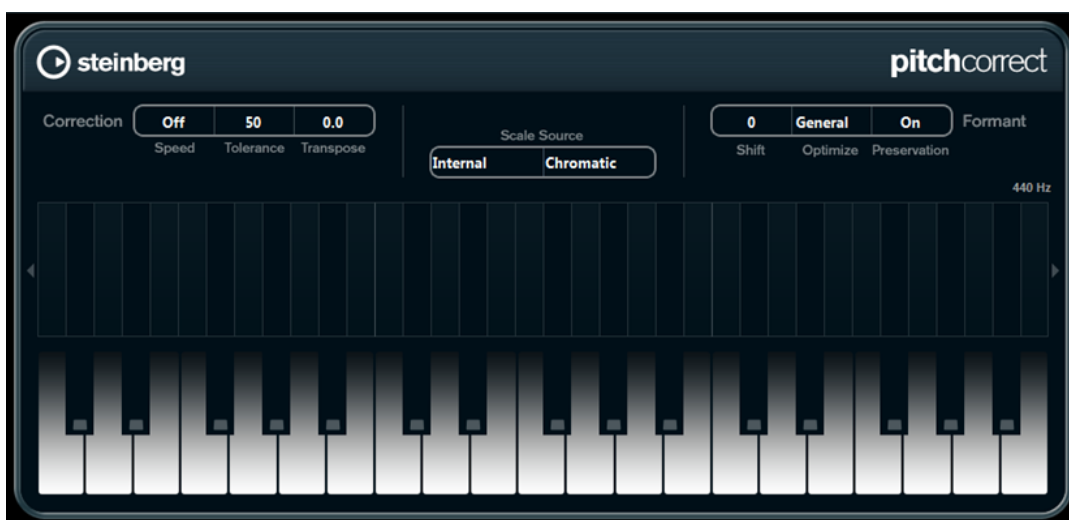 steinberg
pitchcorrect
Correction Off 50 0.0
Speed Tolerance Transpose
Scale Source
Internal Chromatic
0 General On Formant
Shift Optimize Preservation
440 Hz